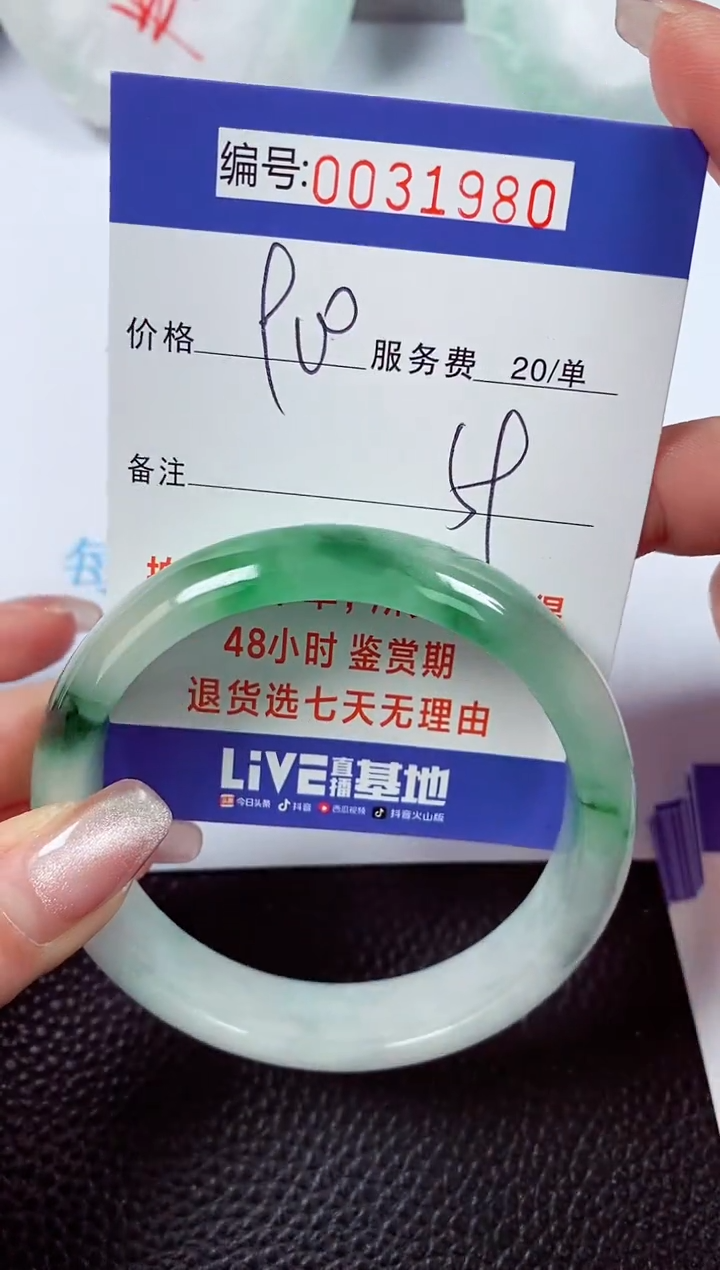 编号:0031980
价格 服务费 20/单
备注
48小时 鉴赏期
退货选七天无理由
LiVE直播基地
今日头条 抖音 西瓜视频 抖音火山版